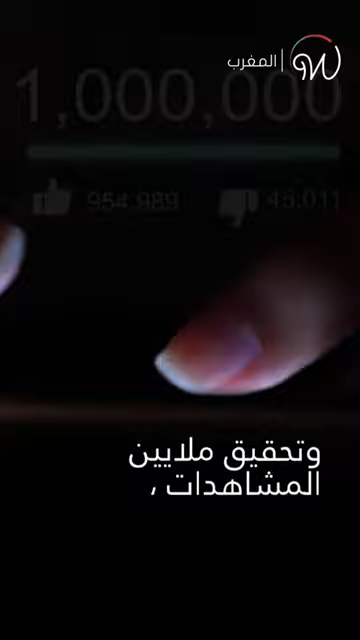 المغرب
1,000,000
954,989 45,011
وتحقيق ملايين
المشاهدات ،